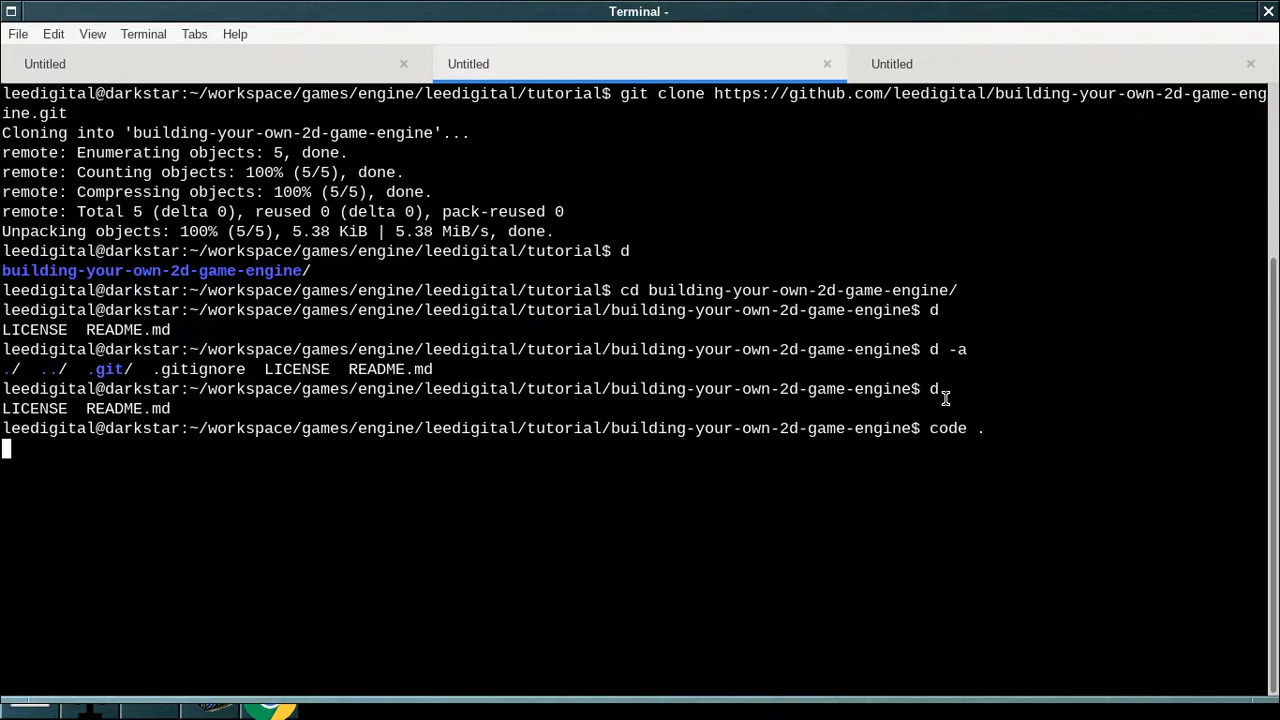 Terminal -
File Edit View Terminal Tabs Help
Untitled Untitled Untitled
leedigital@darkstar:~/workspace/games/engine/leedigital/tutorial$ git clone https://github.com/leedigital/building-your-own-2d-game-eng
ine.git
Cloning into 'building-your-own-2d-game-engine'...
remote: Enumerating objects: 5, done.
remote: Counting objects: 100% (5/5), done.
remote: Compressing objects: 100% (5/5), done.
remote: Total 5 (delta 0), reused 0 (delta 0), pack-reused 0
Unpacking objects: 100% (5/5), 5.38 KiB | 5.38 MiB/s, done.
leedigital@darkstar:~/workspace/games/engine/leedigital/tutorial$ d
building-your-own-2d-game-engine/
leedigital@darkstar:~/workspace/games/engine/leedigital/tutorial$ cd building-your-own-2d-game-engine/
leedigital@darkstar:~/workspace/games/engine/leedigital/tutorial/building-your-own-2d-game-engine$ d
LICENSE  README.md
leedigital@darkstar:~/workspace/games/engine/leedigital/tutorial/building-your-own-2d-game-engine$ d -a
./  ../  .git/  .gitignore  LICENSE  README.md
leedigital@darkstar:~/workspace/games/engine/leedigital/tutorial/building-your-own-2d-game-engine$ d
LICENSE  README.md
leedigital@darkstar:~/workspace/games/engine/leedigital/tutorial/building-your-own-2d-game-engine$ code .